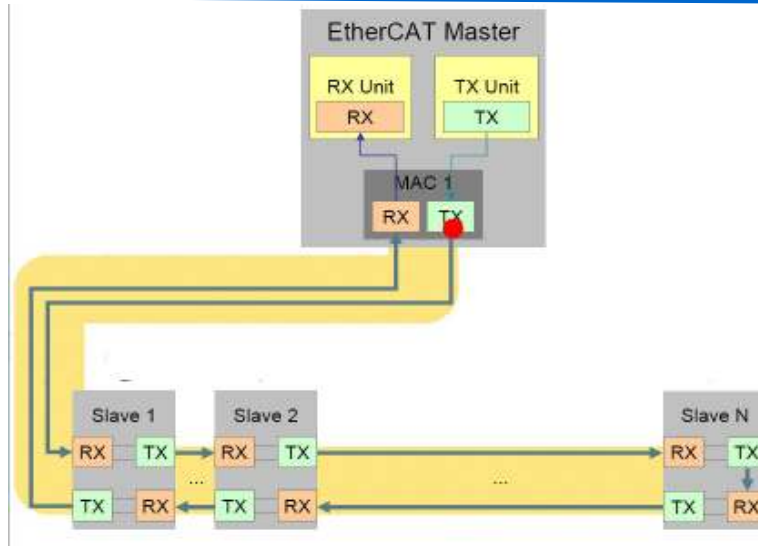 EtherCAT Master
RX Unit TX Unit
RX TX
MAC 1
RX TX
Slave 1 Slave 2 Slave N
RX TX RX TX RX TX
... ...
TX RX TX RX TX RX